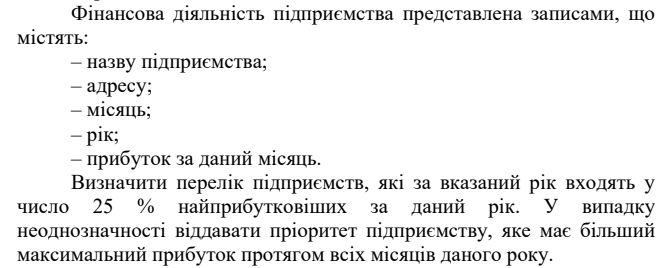 Фінансова діяльність підприємства представлена записами, що
містять:
– назву підприємства;
– адресу;
– місяць;
– рік;
– прибуток за даний місяць.
Визначити перелік підприємств, які за вказаний рік входять у
число 25 % найприбутковіших за даний рік. У випадку
неоднозначності віддавати пріоритет підприємству, яке має більший
максимальний прибуток протягом всіх місяців даного року.